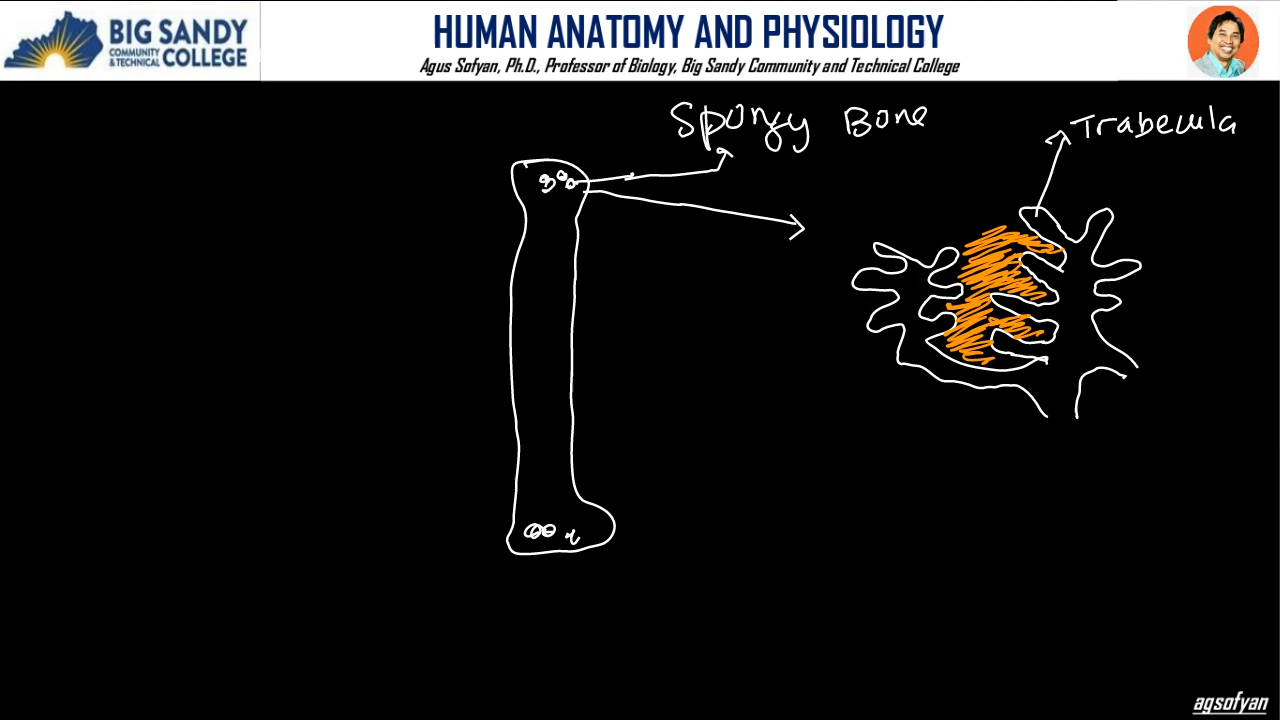 BIG SANDY
COMMUNITY
& TECHNICAL COLLEGE
HUMAN ANATOMY AND PHYSIOLOGY
Agus Sofyan, Ph.D., Professor of Biology, Big Sandy Community and Technical College
Spongy Bone
Trabecula
agsofyan